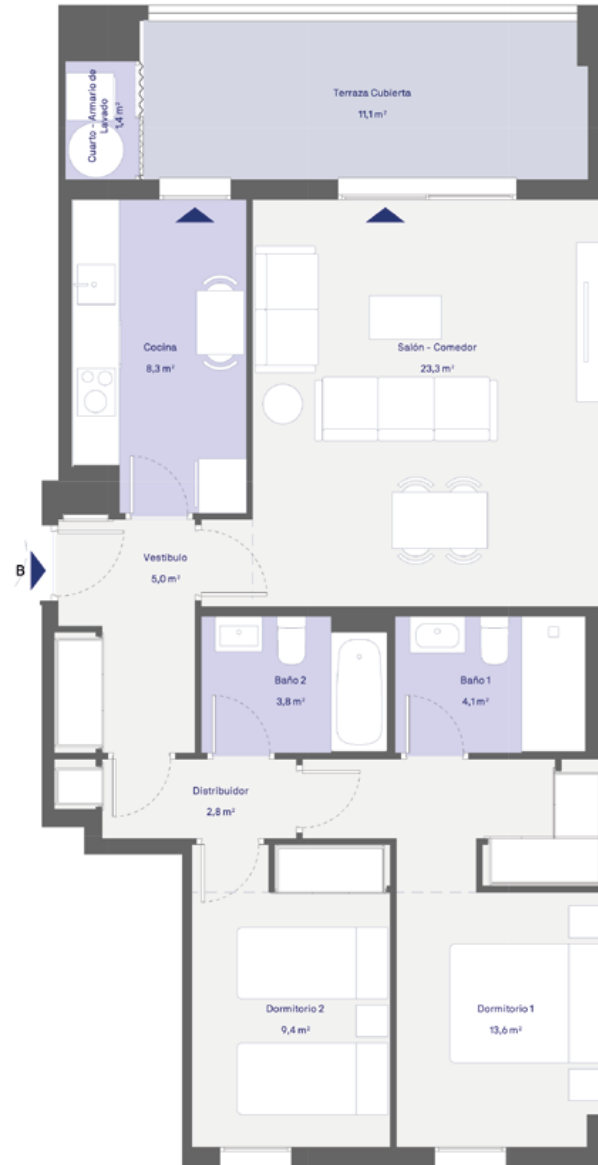 Cuarto - Armario de
Lavado
1,4 m²
Terraza Cubierta
11,1 m²
Cocina
8,3 m²
Salón - Comedor
23,3 m²
B
Vestíbulo
5,0 m²
Baño 2
3,8 m²
Baño 1
4,1 m²
Distribuidor
2,8 m²
Dormitorio 2
9,4 m²
Dormitorio 1
13,6 m²